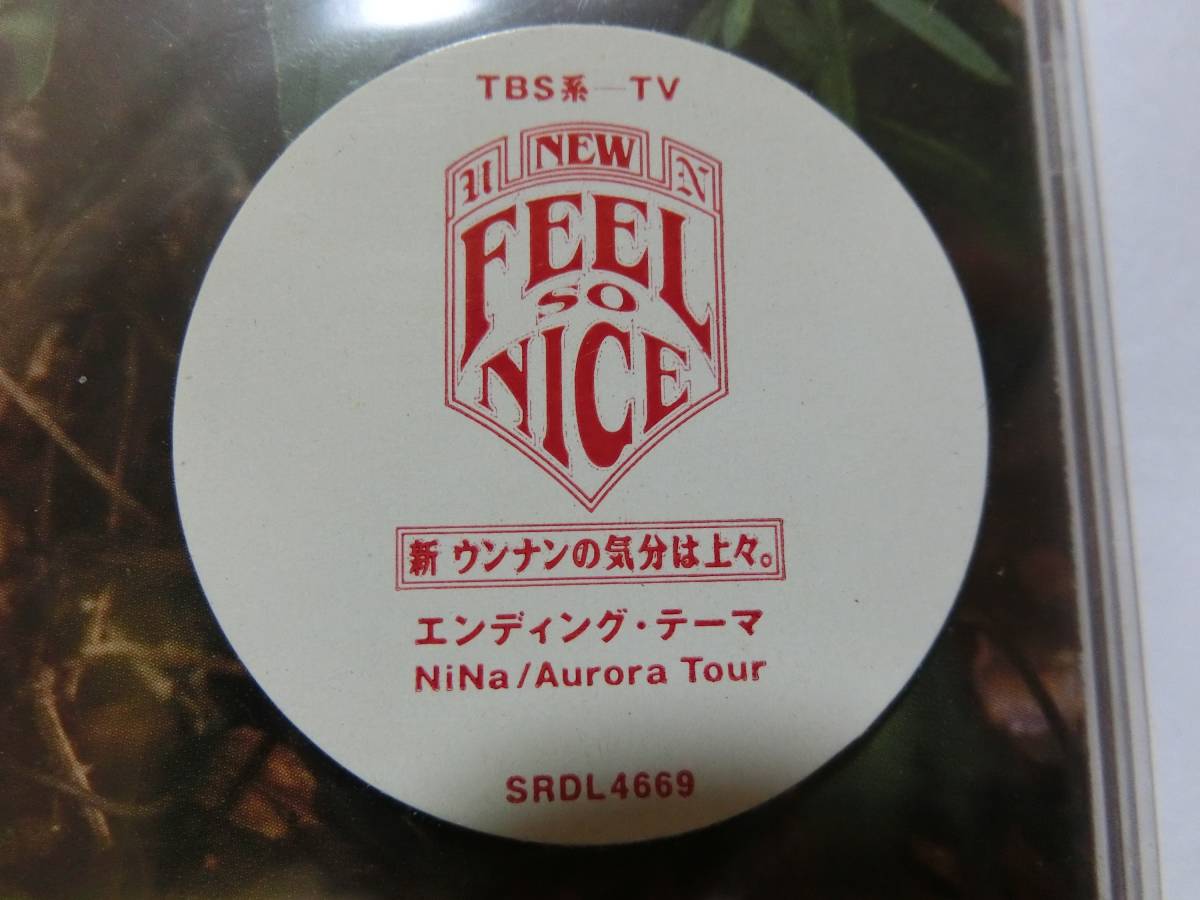 TBS系—TV
U NEW N
FEEL
SO
NICE
新 ウンナンの気分は上々。
エンディング・テーマ
NiNa/Aurora Tour
SRDL4669